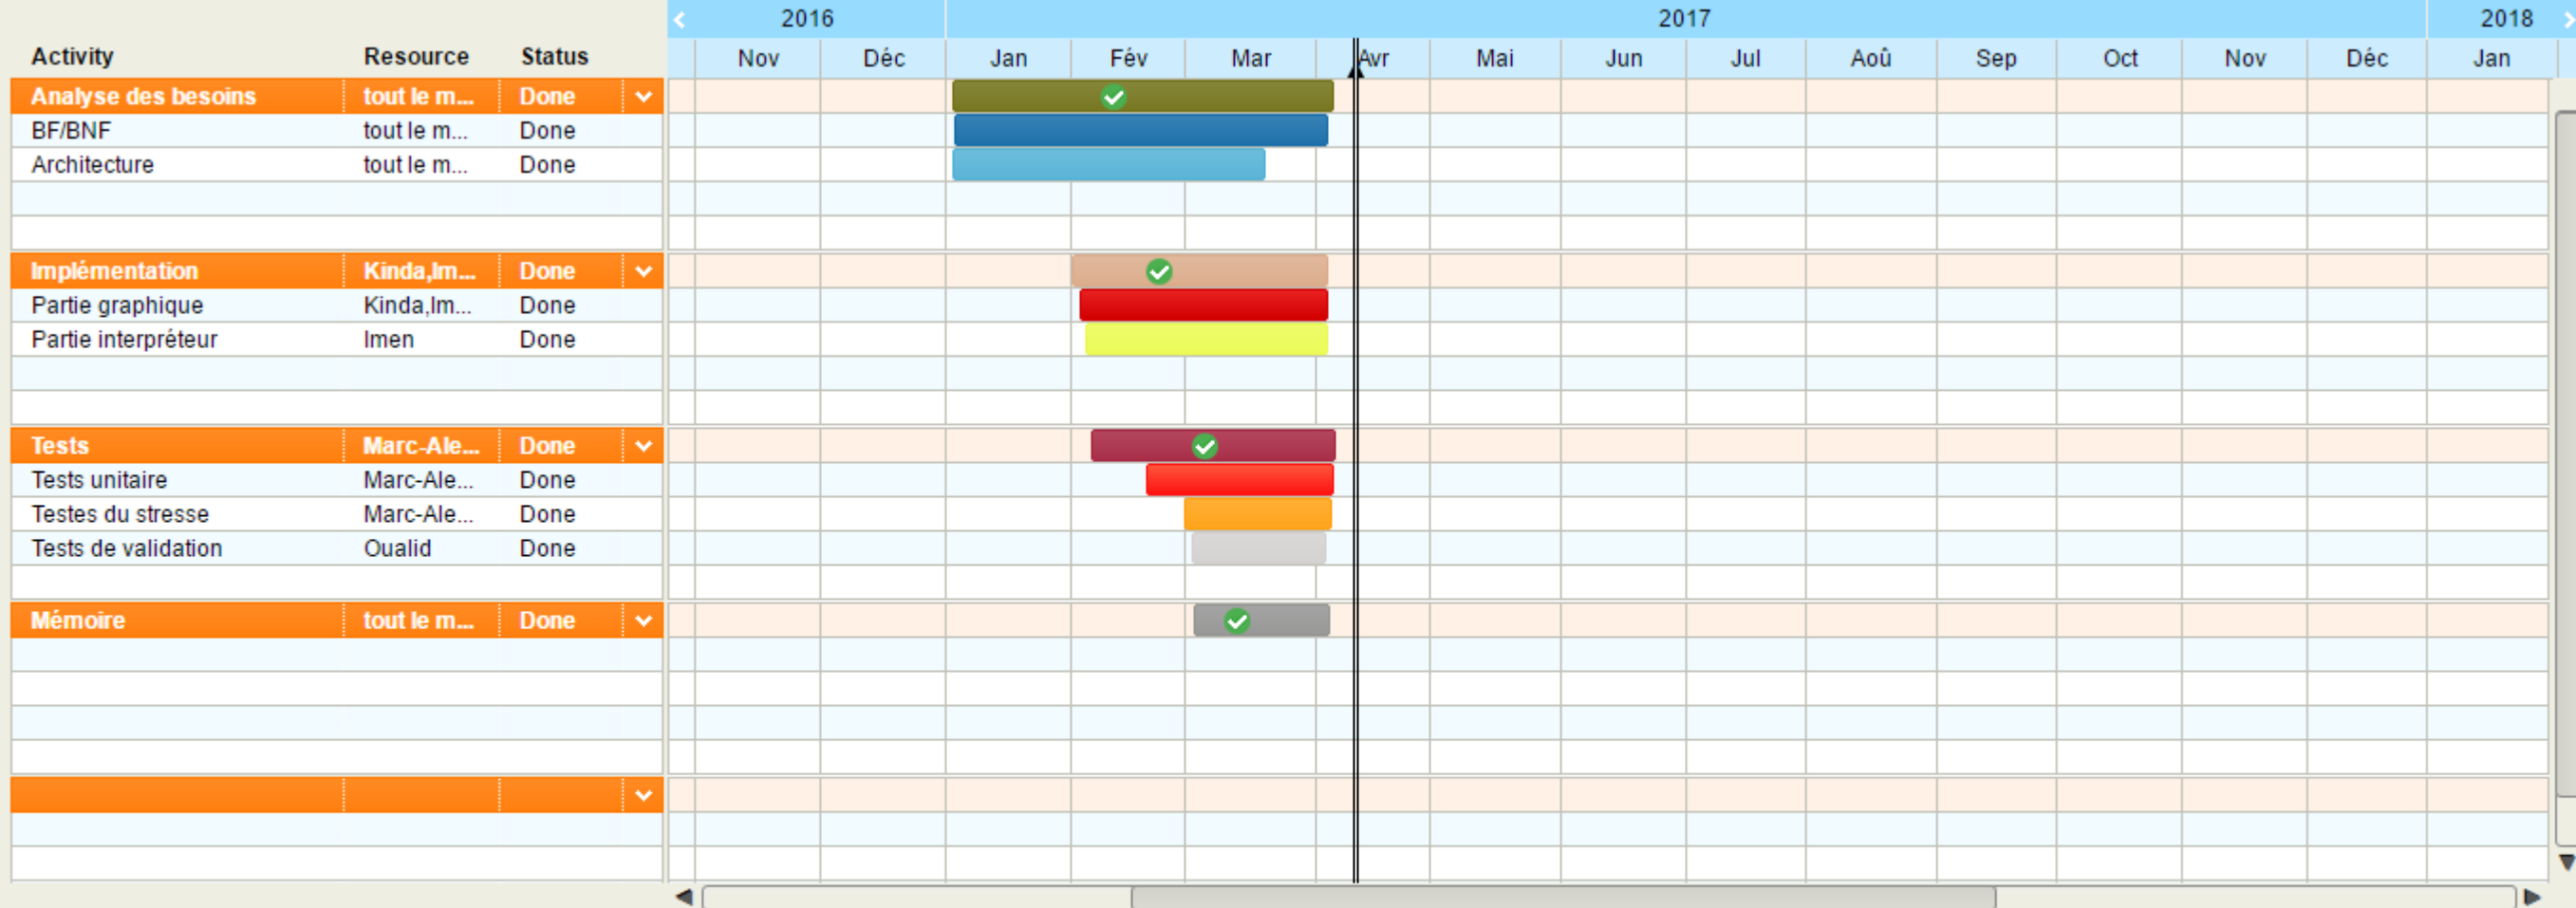 2016 2017 2018
Activity Resource Status Nov Déc Jan Fév Mar Avr Mai Jun Jul Aoû Sep Oct Nov Déc Jan
Analyse des besoins tout le m... Done
BF/BNF tout le m... Done
Architecture tout le m... Done
Implémentation Kinda,Im... Done
Partie graphique Kinda,Im... Done
Partie interpréteur Imen Done
Tests Marc-Ale... Done
Tests unitaire Marc-Ale... Done
Testes du stresse Marc-Ale... Done
Tests de validation Oualid Done
Mémoire tout le m... Done